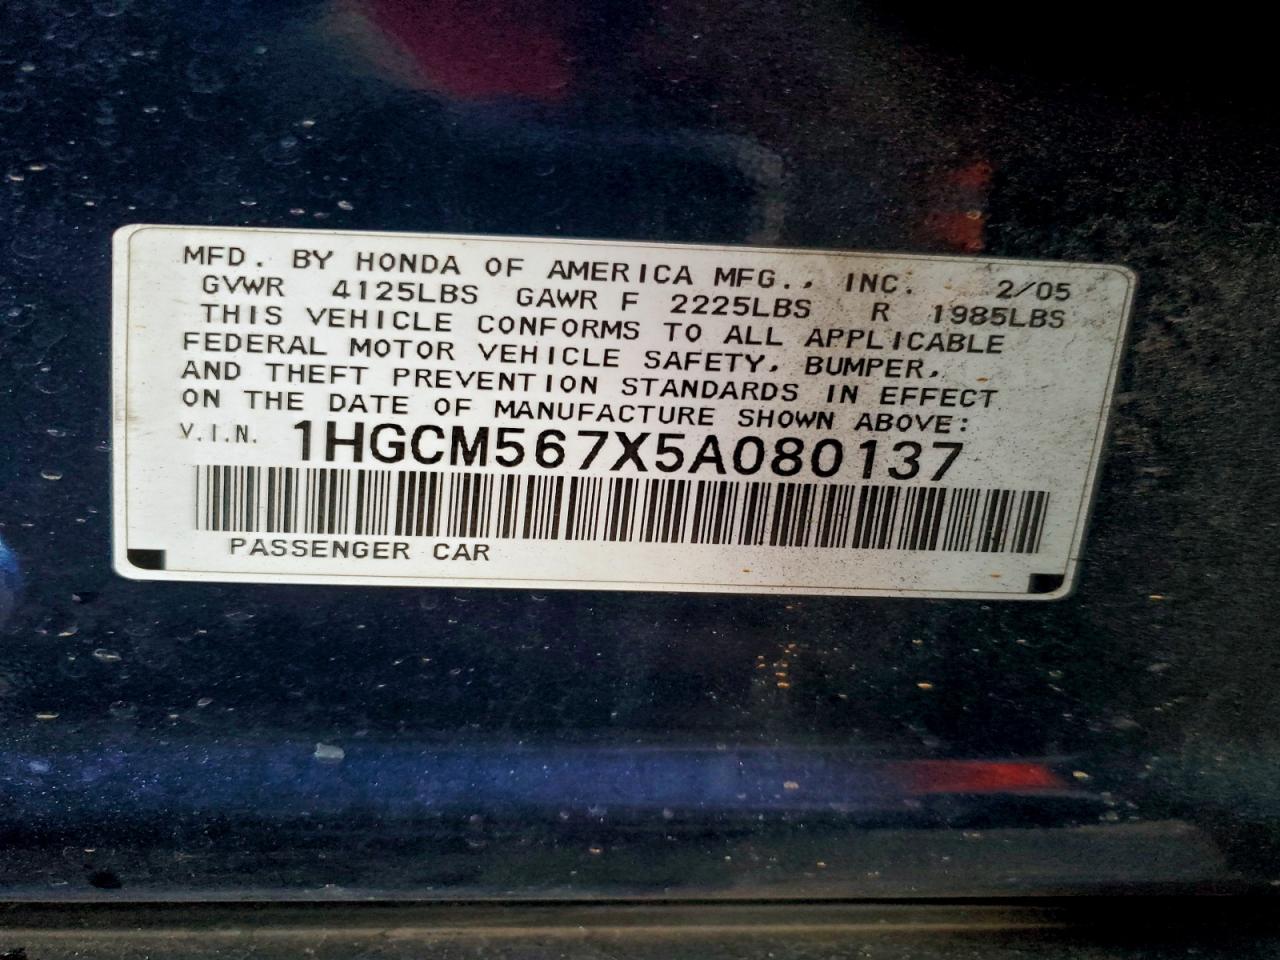 MFD. BY HONDA OF AMERICA MFG., INC. 2/05
GVWR 4125LBS GAWR F 2225LBS R 1985LBS
THIS VEHICLE CONFORMS TO ALL APPLICABLE
FEDERAL MOTOR VEHICLE SAFETY, BUMPER,
AND THEFT PREVENTION STANDARDS IN EFFECT
ON THE DATE OF MANUFACTURE SHOWN ABOVE:
V.I.N. 1HGCM567X5A080137
PASSENGER CAR